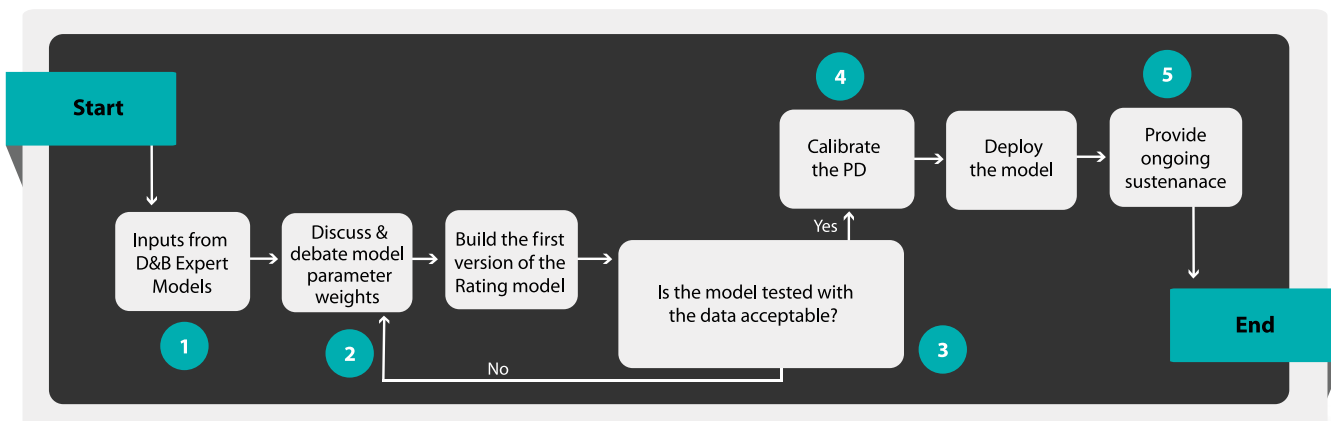 Start
Inputs from
D&B Expert
Models
1
Discuss &
debate model
parameter
weights
2
Build the first
version of the
Rating model
Is the model tested with
the data acceptable?
3
No
Yes
4
Calibrate
the PD
Deploy
the model
5
Provide
ongoing
sustenanace
End